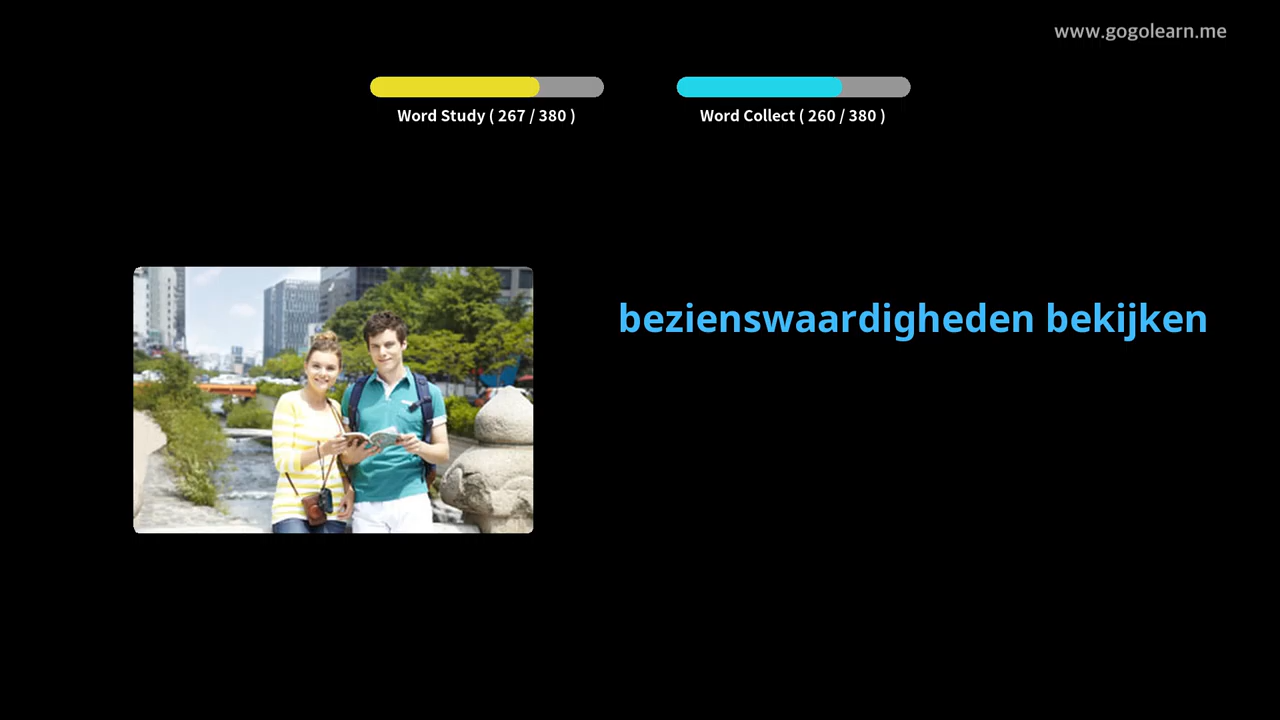 www.gogolearn.me
Word Study ( 267 / 380 )
Word Collect ( 260 / 380 )
bezienswaardigheden bekijken